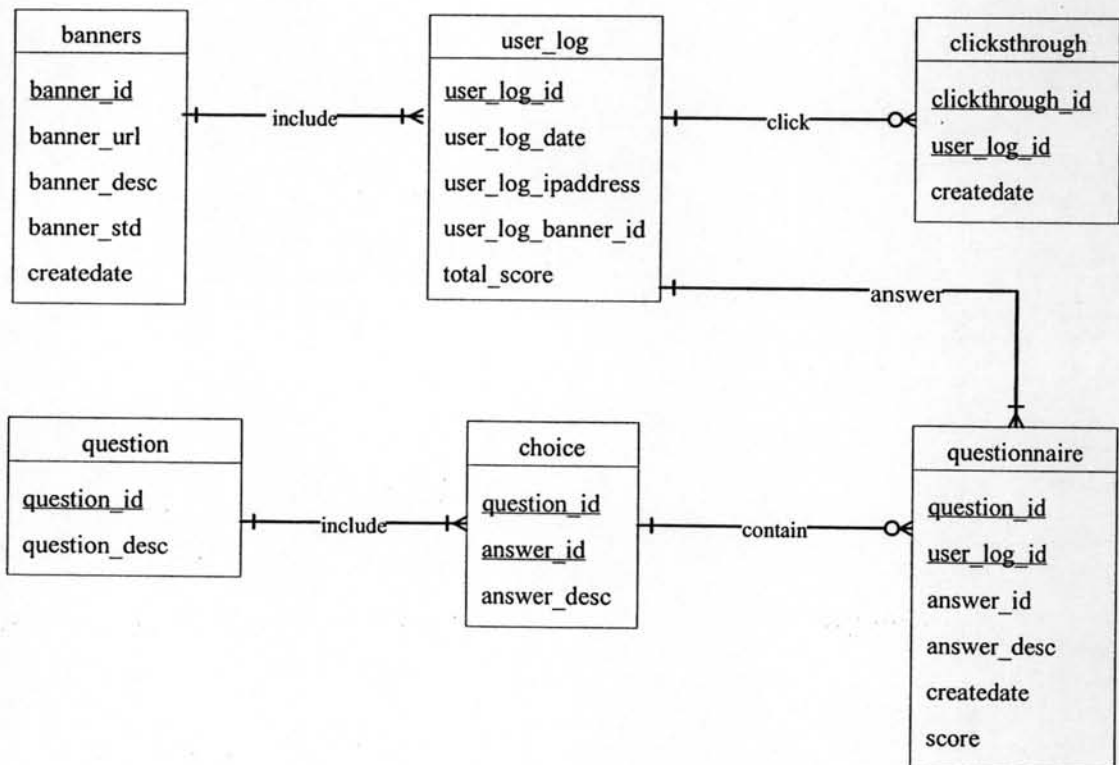 banners
banner_id
banner_url
banner_desc
banner_std
createdate
include
user_log
user_log_id
user_log_date
user_log_ipaddress
user_log_banner_id
total_score
click
clicksthrough
clickthrough_id
user_log_id
createdate
answer
question
question_id
question_desc
include
choice
question_id
answer_id
answer_desc
contain
questionnaire
question_id
user_log_id
answer_id
answer_desc
createdate
score